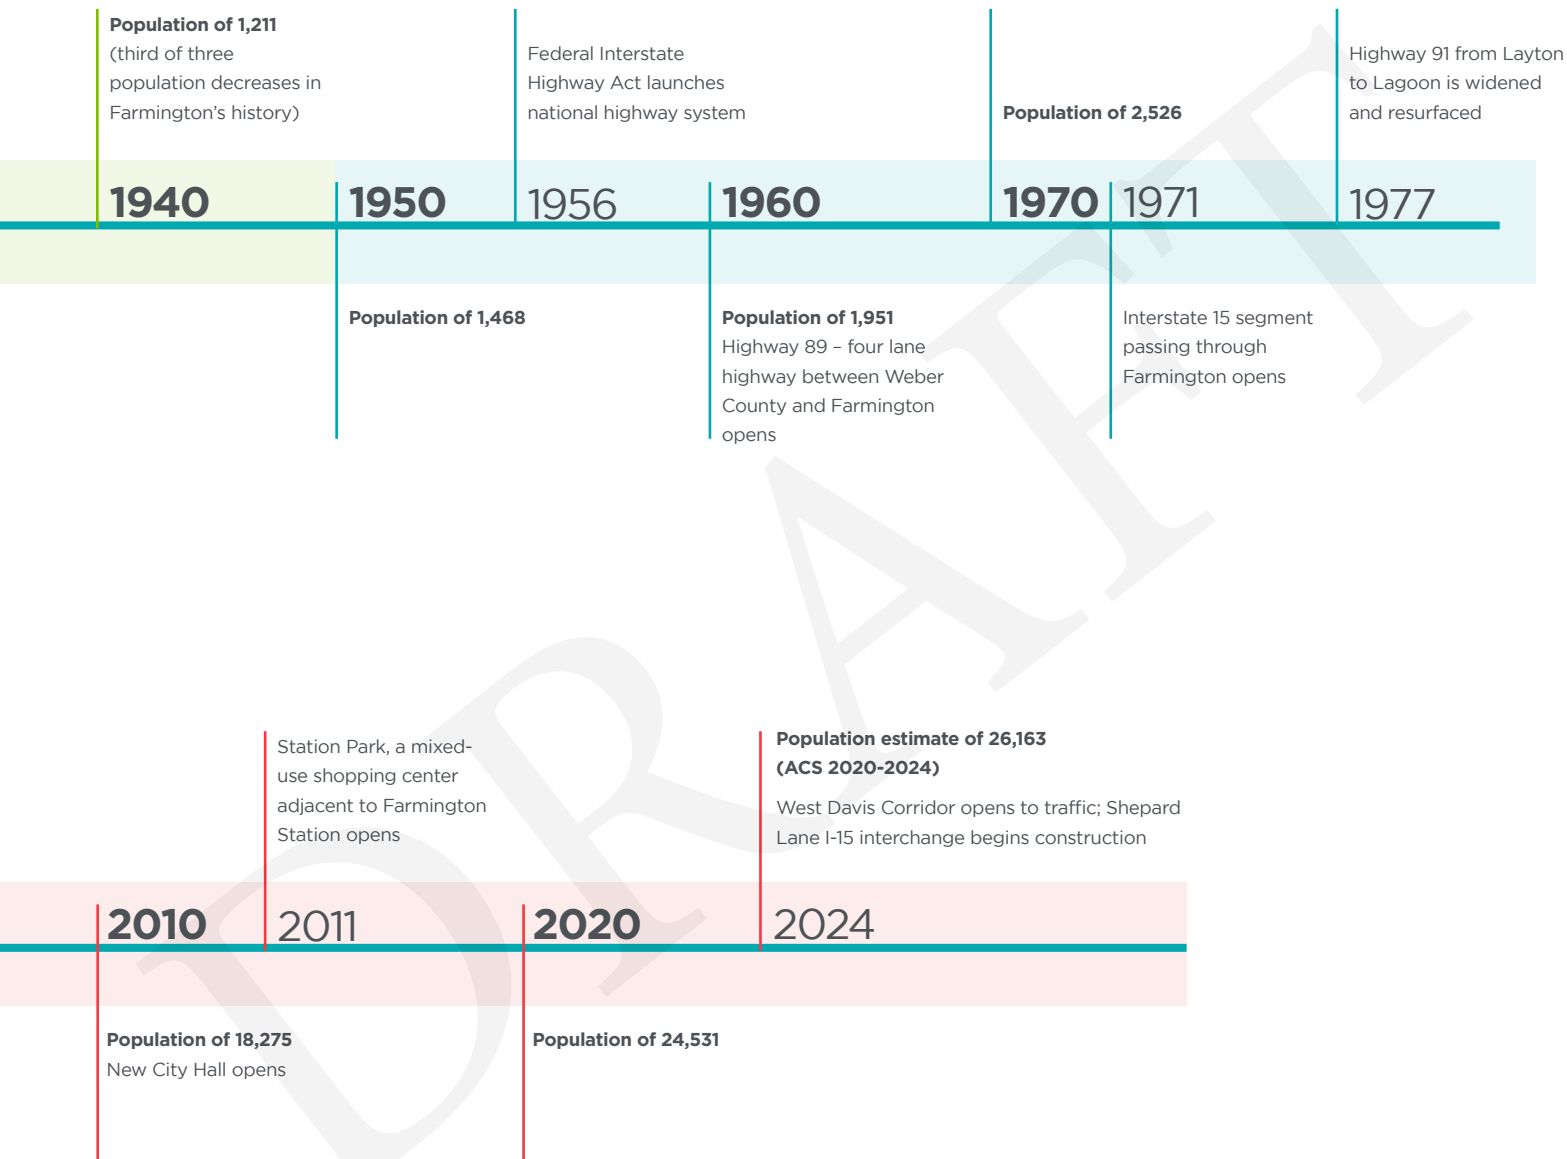 Population of 1,211
(third of three
population decreases in
Farmington's history)
Federal Interstate
Highway Act launches
national highway system
Population of 2,526
Highway 91 from Layton
to Lagoon is widened
and resurfaced
1940
1950
1956
1960
1970
1971
1977
Population of 1,468
Population of 1,951
Highway 89 – four lane
highway between Weber
County and Farmington
opens
Interstate 15 segment
passing through
Farmington opens
DRAFT
Station Park, a mixed-
use shopping center
adjacent to Farmington
Station opens
Population estimate of 26,163
(ACS 2020-2024)
West Davis Corridor opens to traffic; Shepard
Lane I-15 interchange begins construction
2010
2011
2020
2024
Population of 18,275
New City Hall opens
Population of 24,531